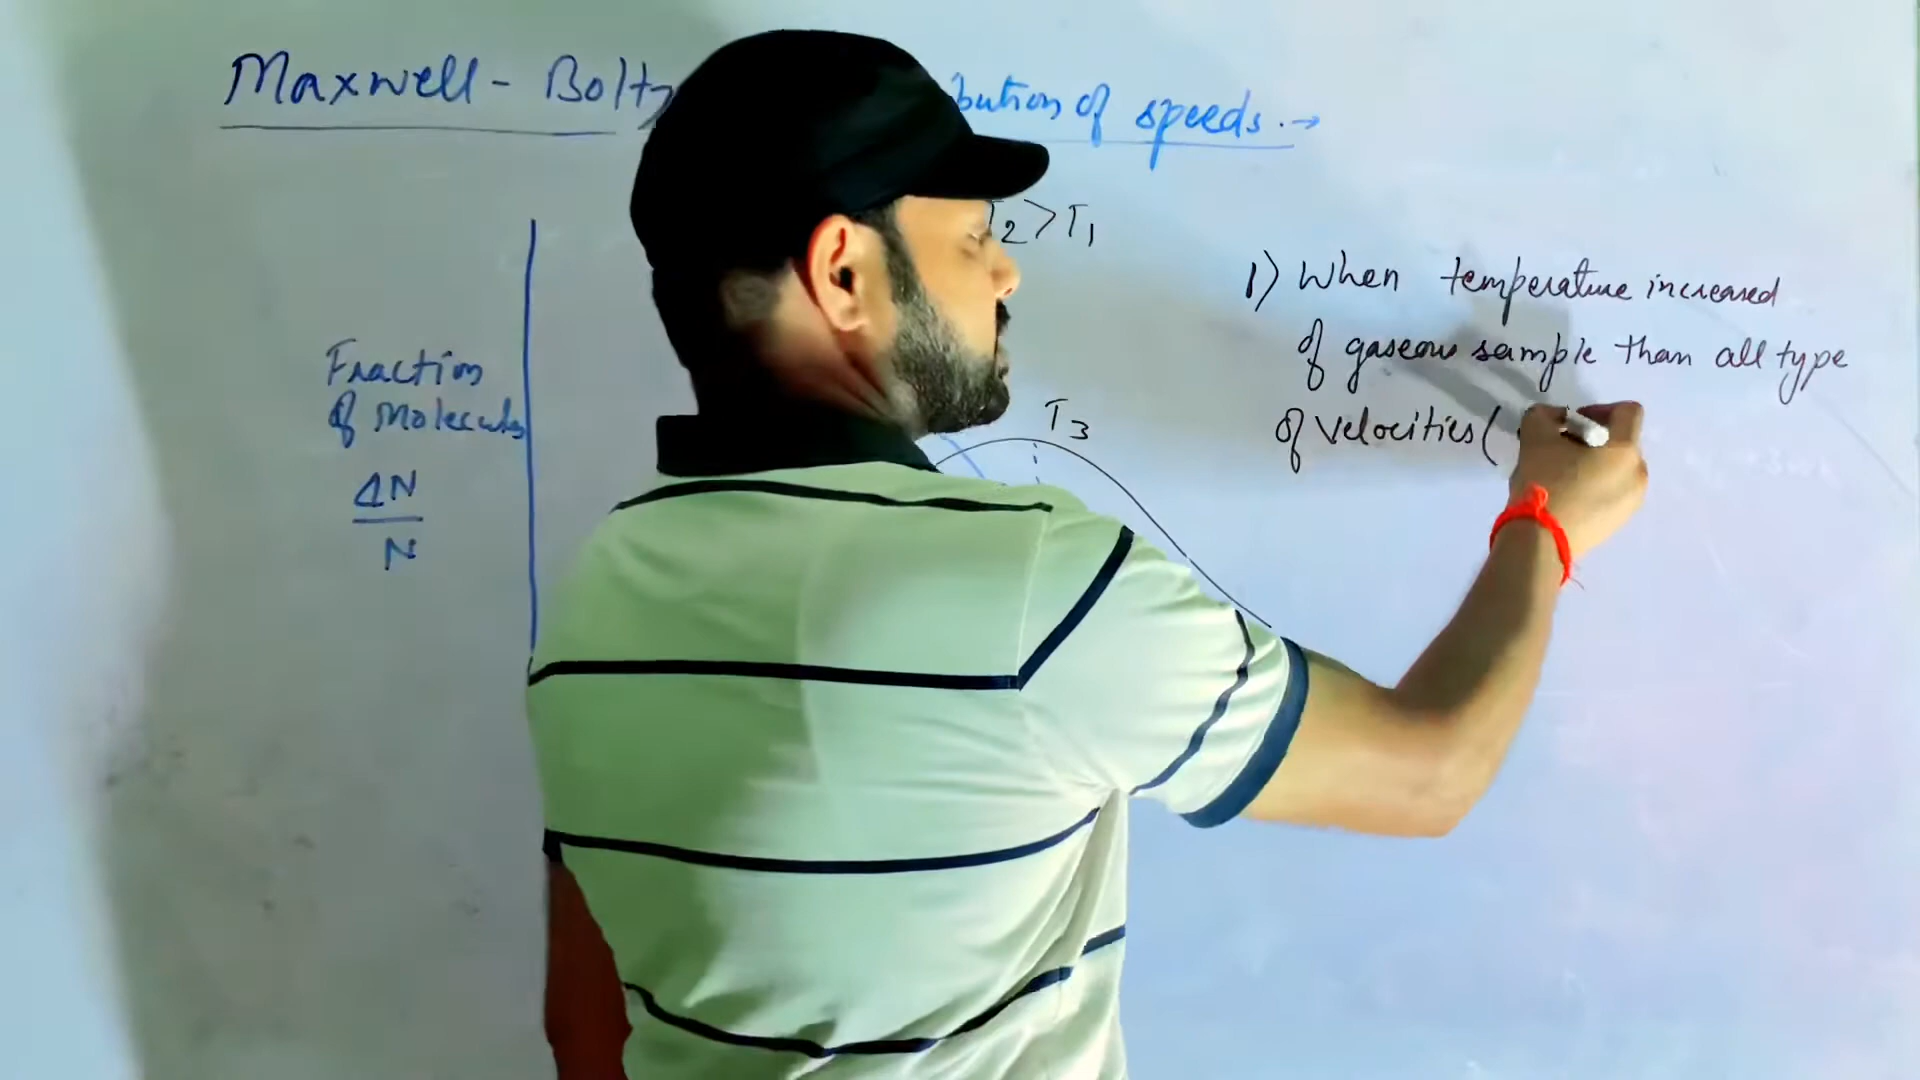 Maxwell - Boltz bution of speeds. →
T2 > T1
Fraction
of Molecules
ΔN
N
T3
1) When temperature increased
of gaseous sample than all type
of velocities (